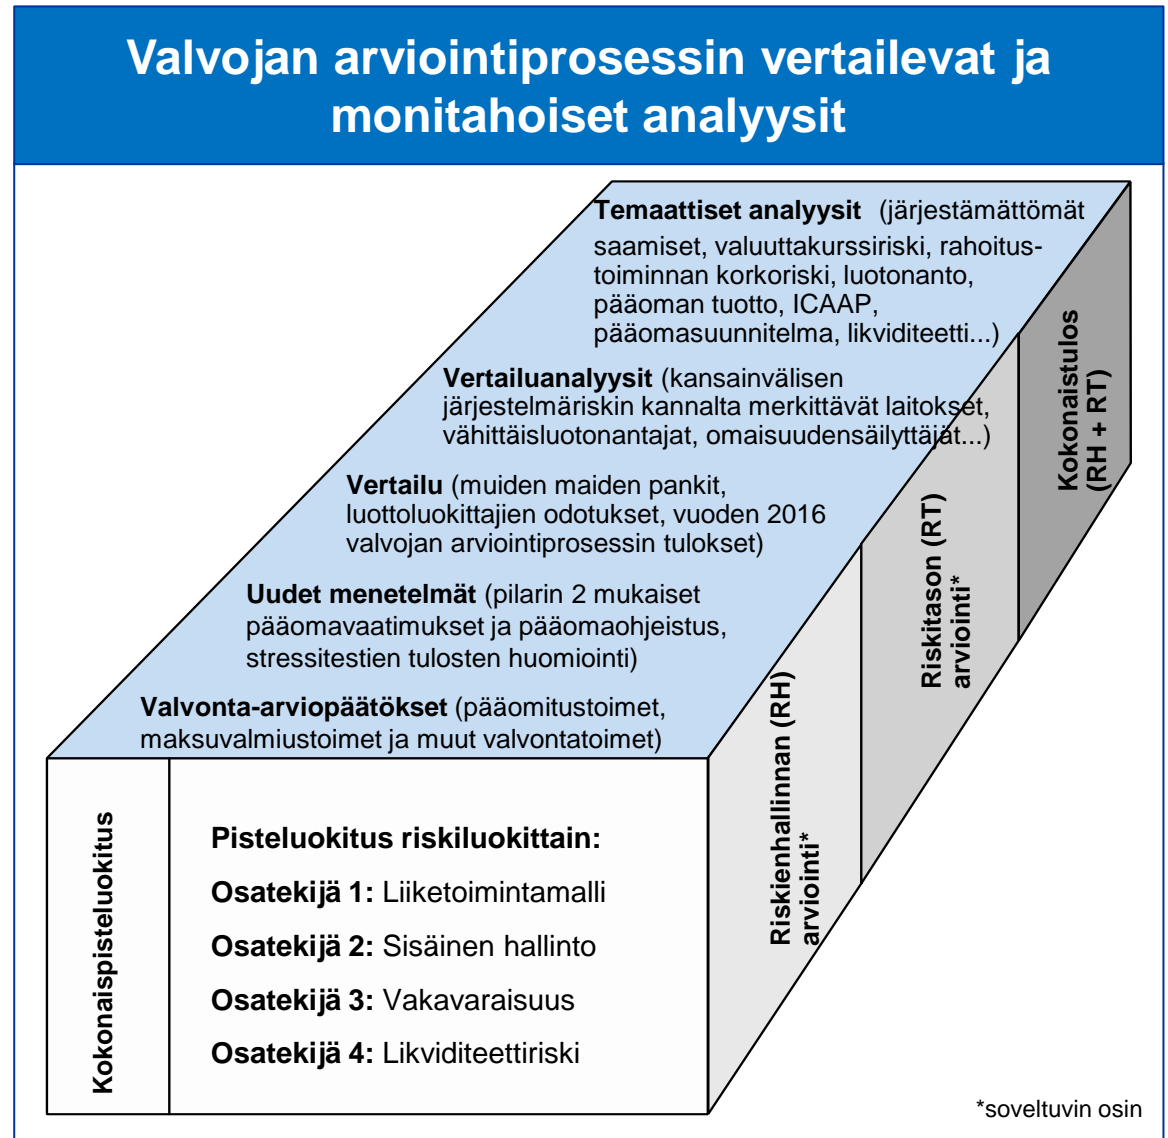 Valvojan arviointiprosessin vertailevat ja
monitahoiset analyysit
Temaattiset analyysit (järjestämättömät
saamiset, valuuttakurssiriski, rahoitus-
toiminnan korkoriski, luotonanto,
pääoman tuotto, ICAAP,
pääomasuunnitelma, likviditeetti...)
Vertailuanalyysit (kansainvälisen
järjestelmäriskin kannalta merkittävät laitokset,
vähittäisluotonantajat, omaisuudensäilyttäjät...)
Vertailu (muiden maiden pankit,
luottoluokittajien odotukset, vuoden 2016
valvojan arviointiprosessin tulokset)
Uudet menetelmät (pilarin 2 mukaiset
pääomavaatimukset ja pääomaohjeistus,
stressitestien tulosten huomiointi)
Valvonta-arviopäätökset (pääomitustoimet,
maksuvalmiustoimet ja muut valvontatoimet)
Kokonaispisteluokitus
Pisteluokitus riskiluokittain:
Osatekijä 1: Liiketoimintamalli
Osatekijä 2: Sisäinen hallinto
Osatekijä 3: Vakavaraisuus
Osatekijä 4: Likviditeettiriski
Riskienhallinnan (RH)
arviointi*
Riskitason (RT)
arviointi*
Kokonaistulos
(RH + RT)
*soveltuvin osin